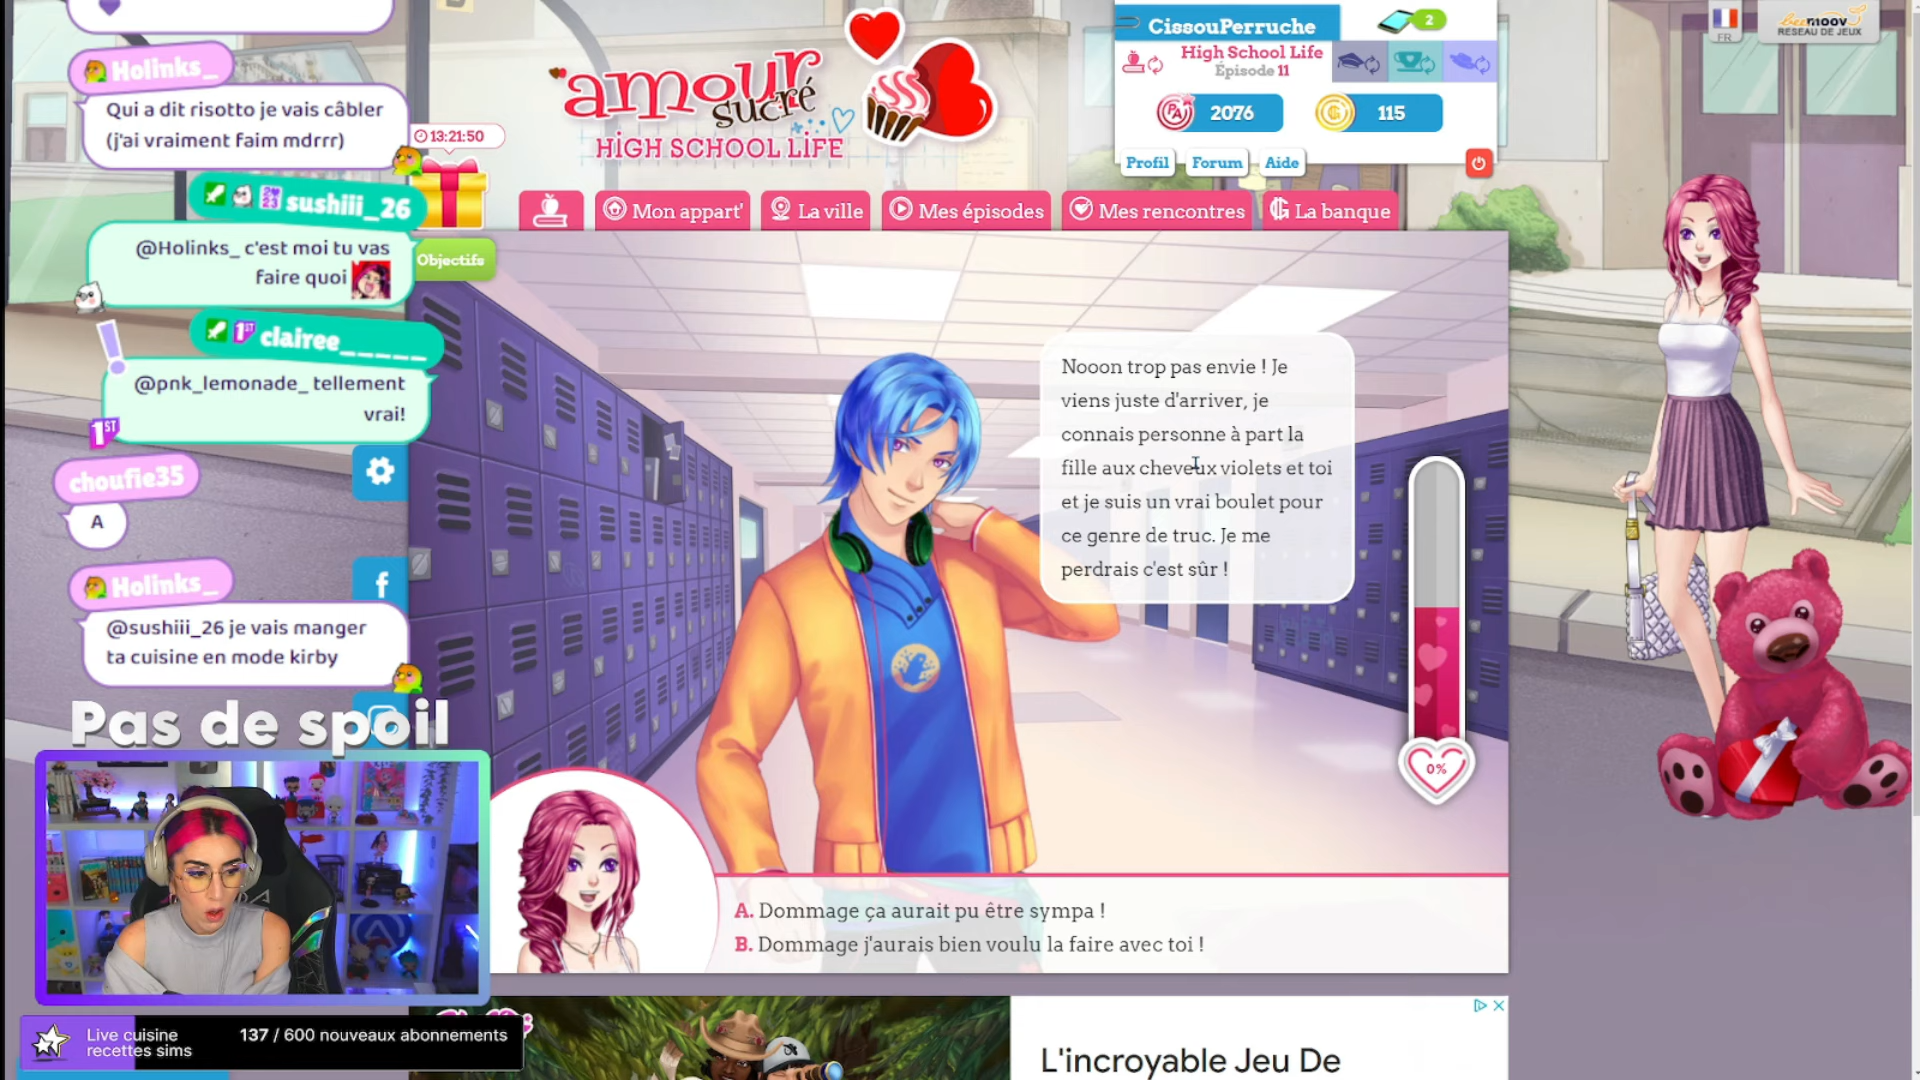 Holinks_
Qui a dit risotto je vais câbler
(j'ai vraiment faim mdrrr)
sushiii_26
@Holinks_ c'est moi tu vas
faire quoi
1ST clairee_____
@pnk_lemonade_ tellement
vrai!
1ST
choufie35
A
Holinks_
@sushiii_26 je vais manger
ta cuisine en mode kirby
Pas de spoil
Live cuisine
recettes sims
137 / 600 nouveaux abonnements
13:21:50
Objectifs
f
amour
sucré
HIGH SCHOOL LIFE
CissouPerruche
2
High School Life
Épisode 11
PA 2076
115
Profil
Forum
Aide
FR
beemoov
RESEAU DE JEUX
Mon appart'
La ville
Mes épisodes
Mes rencontres
La banque
Nooon trop pas envie ! Je
viens juste d'arriver, je
connais personne à part la
fille aux cheveux violets et toi
et je suis un vrai boulet pour
ce genre de truc. Je me
perdrais c'est sûr !
0%
A. Dommage ça aurait pu être sympa !
B. Dommage j'aurais bien voulu la faire avec toi !
L'incroyable Jeu De